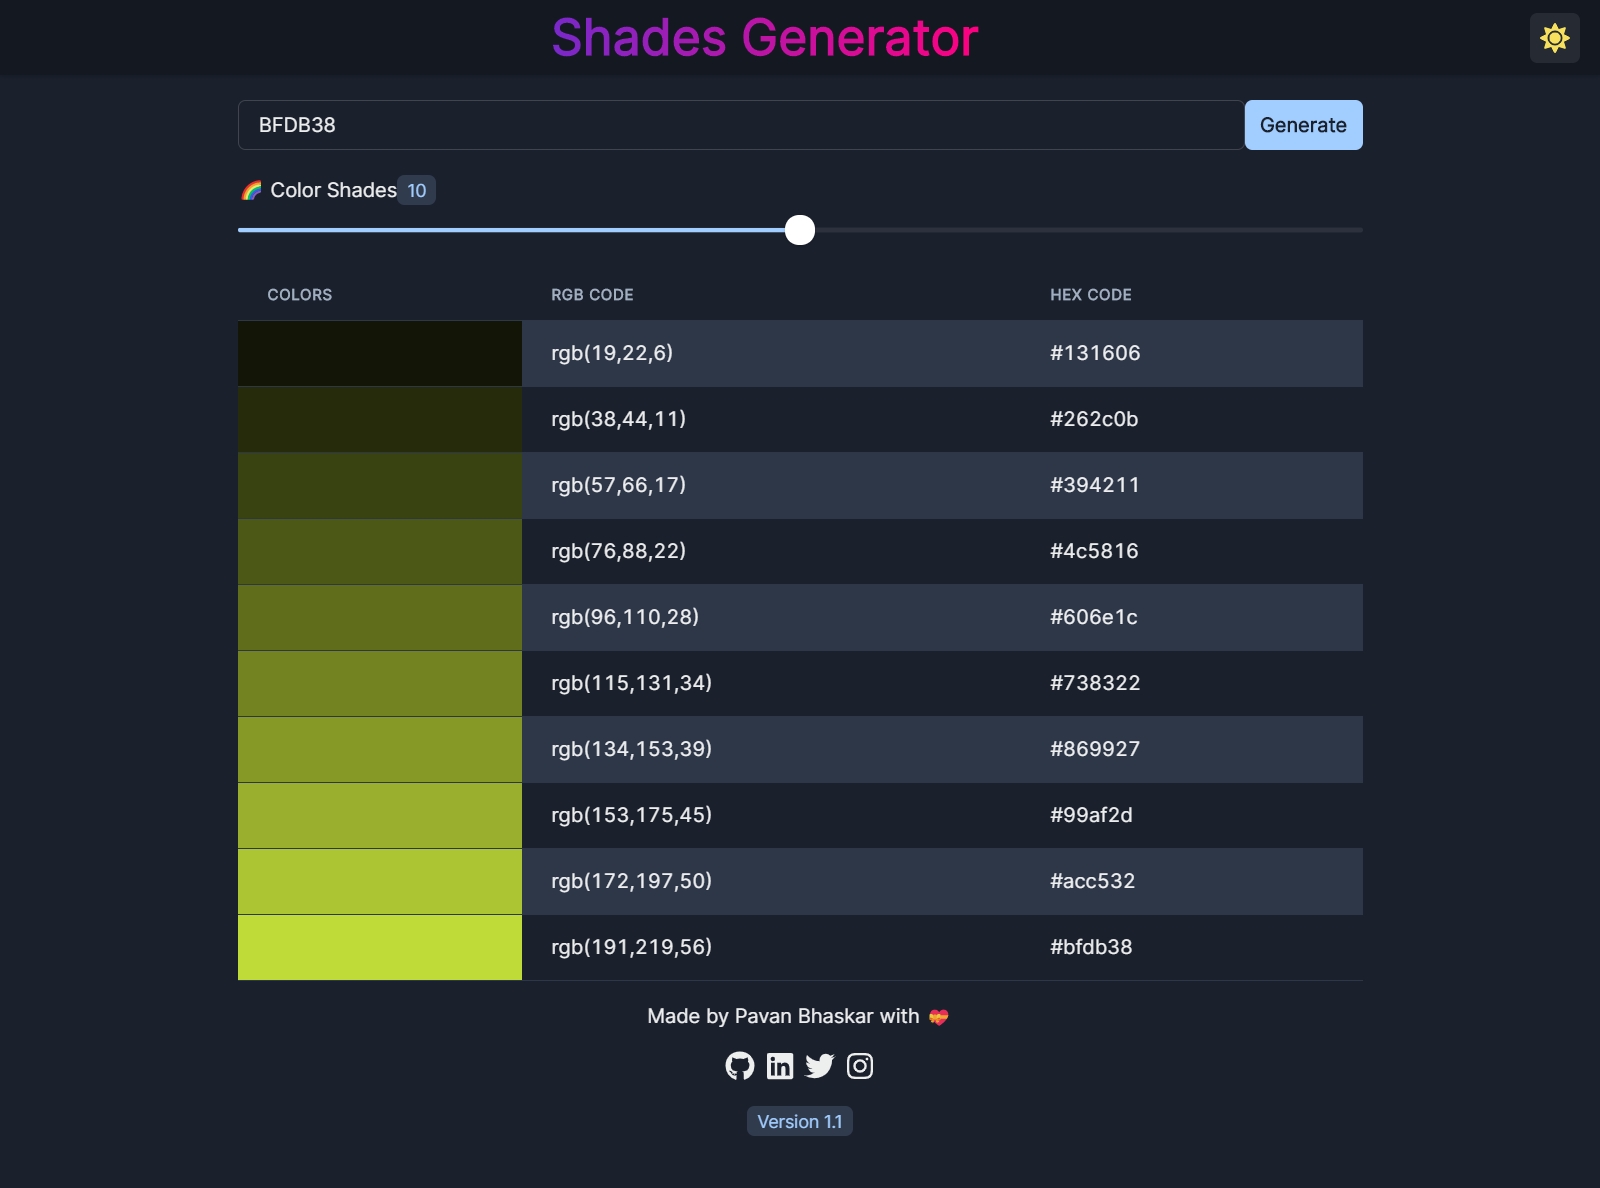 Shades Generator
BFDB38
Generate
Color Shades 10
COLORS RGB CODE HEX CODE
rgb(19,22,6) #131606
rgb(38,44,11) #262c0b
rgb(57,66,17) #394211
rgb(76,88,22) #4c5816
rgb(96,110,28) #606e1c
rgb(115,131,34) #738322
rgb(134,153,39) #869927
rgb(153,175,45) #99af2d
rgb(172,197,50) #acc532
rgb(191,219,56) #bfdb38
Made by Pavan Bhaskar with 💝
Version 1.1